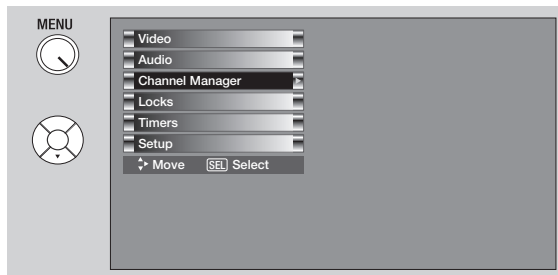 MENU
Video
Audio
Channel Manager
Locks
Timers
Setup
Move SEL Select